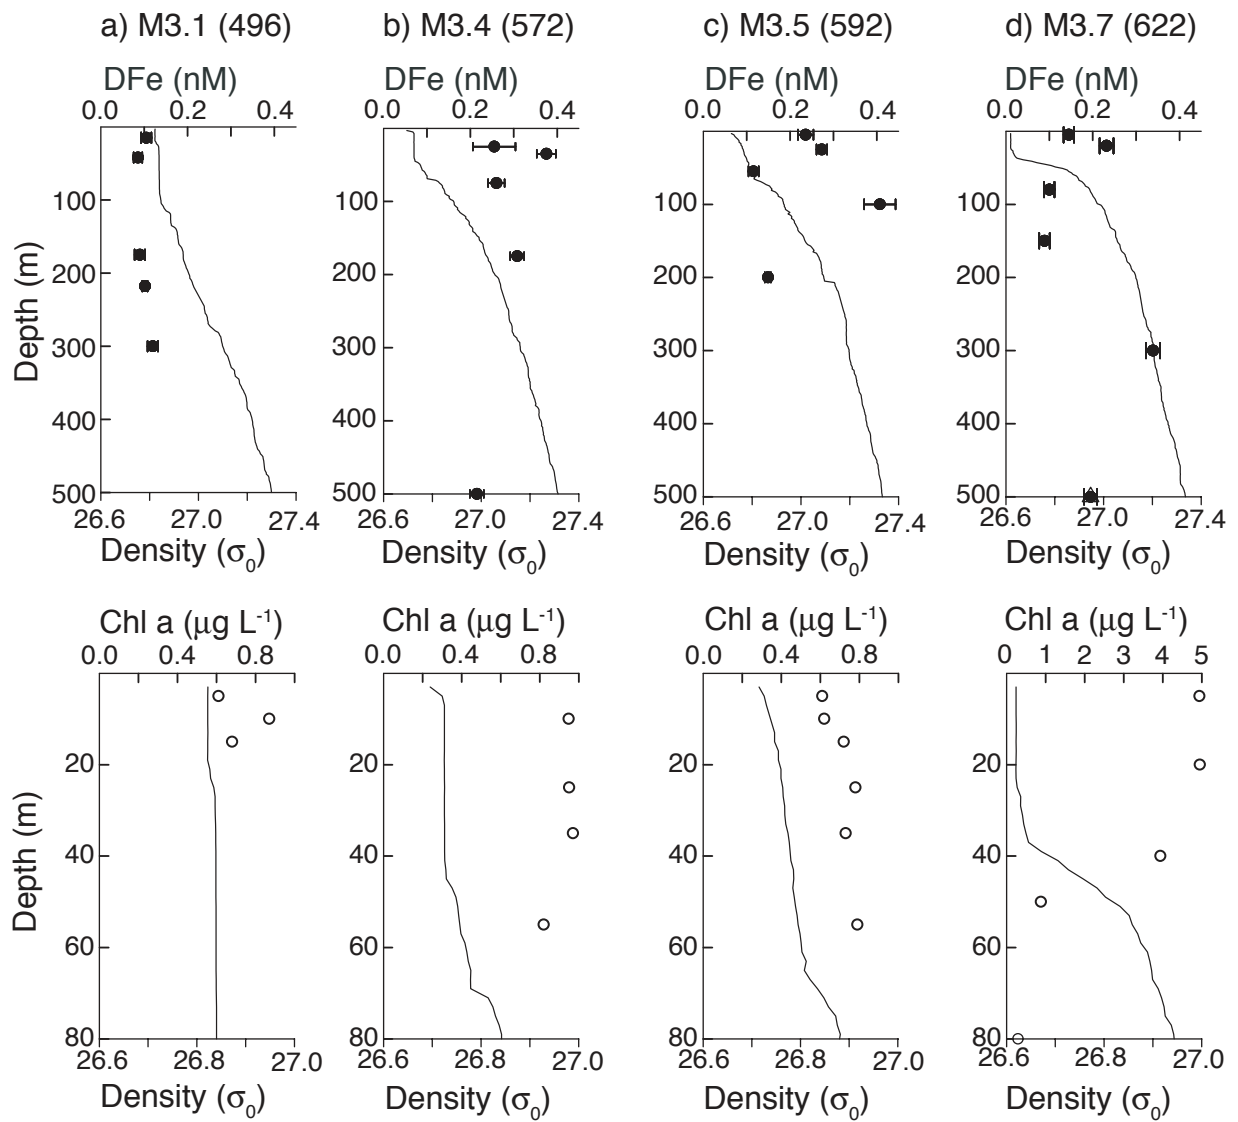 a) M3.1 (496) b) M3.4 (572) c) M3.5 (592) d) M3.7 (622)
DFe (nM) DFe (nM) DFe (nM) DFe (nM)
0.0 0.2 0.4 0.0 0.2 0.4 0.0 0.2 0.4 0.0 0.2 0.4
100 100 100 100
200 200 200 200
Depth (m)
300 300 300 300
400 400 400 400
500 500 500 500
26.6 27.0 27.4 26.6 27.0 27.4 26.6 27.0 27.4 26.6 27.0 27.4
Density (σ0) Density (σ0) Density (σ0) Density (σ0)
Chl a (μg L-1) Chl a (μg L-1) Chl a (μg L-1) Chl a (μg L-1)
0.0 0.4 0.8 0.0 0.4 0.8 0.0 0.4 0.8 0 1 2 3 4 5
20 20 20 20
40 40 40 40
Depth (m)
60 60 60 60
80 80 80 80
26.6 26.8 27.0 26.6 26.8 27.0 26.6 26.8 27.0 26.6 26.8 27.0
Density (σ0) Density (σ0) Density (σ0) Density (σ0)